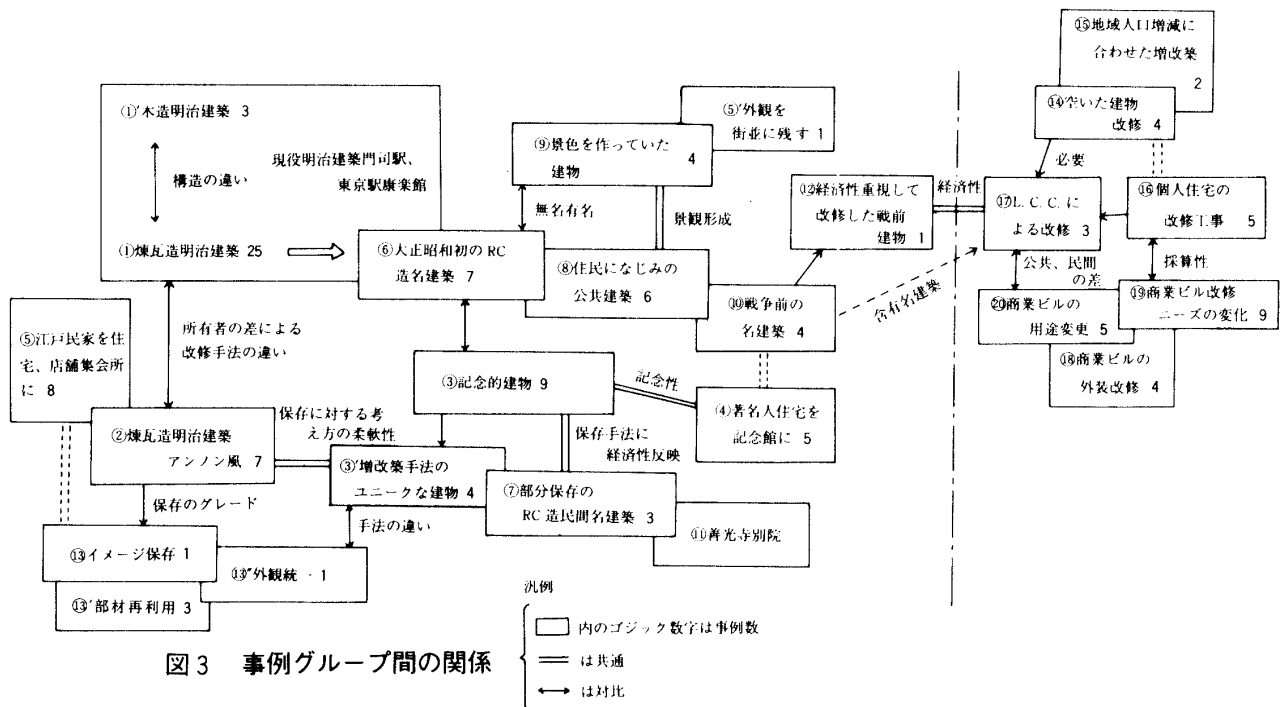 ①'木造明治建築 3
構造の違い
現役明治建築門司駅、
東京駅康楽館
①煉瓦造明治建築 25
⑤江戸民家を住
宅、店舗集会所
に 8
所有者の差による
改修手法の違い
②煉瓦造明治建築
アンノン風 7
保存のグレード
⑬イメージ保存 1
⑬'部材再利用 3
⑬"外観統一 1
保存に対する考
え方の柔軟性
③'増改築手法の
ユニークな建物 4
手法の違い
⑤'外観を
街並に残す 1
⑨景色を作っていた
建物 4
無名有名
景観形成
⑥大正昭和初のRC
造名建築 7
⑧住民になじみの
公共建築 6
③記念的建物 9
記念性
保存手法に
経済性反映
⑦部分保存の
RC造民間名建築 3
⑪善光寺別院
⑩戦争前の
名建築 4
④著名人住宅を
記念館に 5
⑫経済性重視して
改修した戦前
建物 1
経済性
含有名建築
⑮地域人口増減に
合わせた増改築
2
⑭空いた建物
改修 4
必要
⑰L.C.C.に
よる改修 3
⑯個人住宅の
改修工事 5
公共、民間
の差
採算性
⑳商業ビルの
用途変更 5
⑲商業ビル改修
ニーズの変化 9
⑱商業ビルの
外装改修 4
汎例
内のゴジック数字は事例数
は共通
は対比
図3 事例グループ間の関係